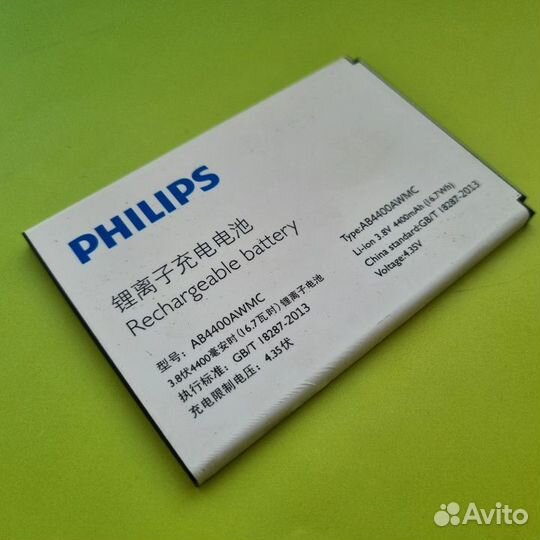 PHILIPS
锂离子充电电池
Rechargeable battery
型号：AB4400AWMC
3.8伏4400毫安时(16.7瓦时)锂离子电池
执行标准：GB/T 18287-2013
充电限制电压：4.35伏
Type:AB4400AWMC
Li-ion 3.8V 4400mAh (16.7Wh)
China standard:GB/T 18287-2013
Voltage:4.35V
Avito